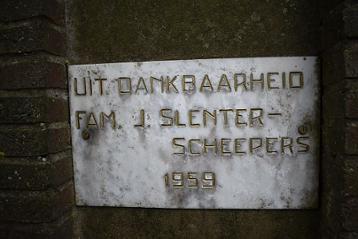 UIT DANKBAARHEID
FAM. J. SLENTER-
SCHEEPERS
1959